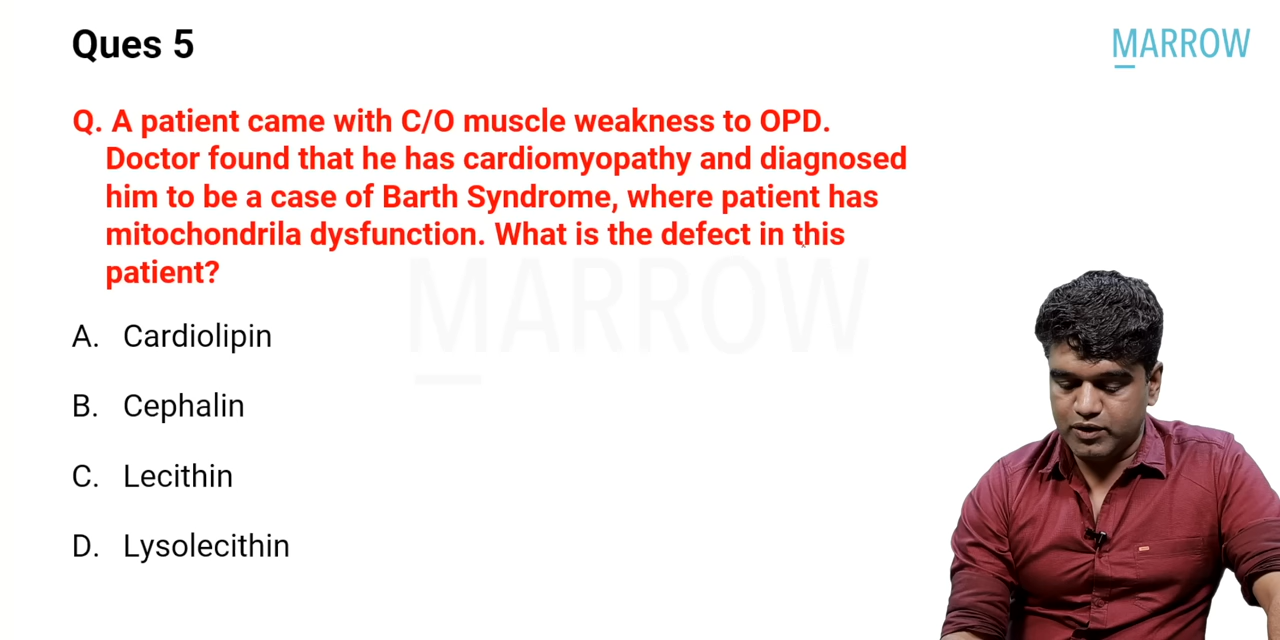 Ques 5
MARROW
Q. A patient came with C/O muscle weakness to OPD.
Doctor found that he has cardiomyopathy and diagnosed
him to be a case of Barth Syndrome, where patient has
mitochondrila dysfunction. What is the defect in this
patient?
MARROW
A. Cardiolipin
B. Cephalin
C. Lecithin
D. Lysolecithin